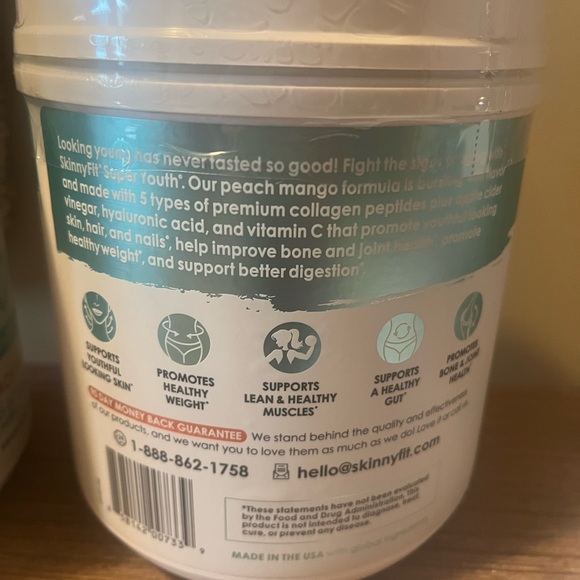 Looking young has never tasted so good! Fight the signs
SkinnyFit® Super Youth®. Our peach mango formula is
and made with 5 types of premium collagen peptides plus apple cider
vinegar, hyaluronic acid, and vitamin C that promote youthful looking
skin, hair, and nails*, help improve bone and joint health*, promote
healthy weight*, and support better digestion*.
SUPPORTS
YOUTHFUL
LOOKING SKIN*
PROMOTES
HEALTHY
WEIGHT*
SUPPORTS
LEAN & HEALTHY
MUSCLES*
SUPPORTS
A HEALTHY
GUT*
PROMOTES
BONE & JOINT
HEALTH*
DAY MONEY BACK GUARANTEE We stand behind the quality and effectiveness
of our products, and we want you to love them as much as we do! Love it or call us.
1-888-862-1758 hello@skinnyfit.com
*These statements have not been evaluated
by the Food and Drug Administration. This
product is not intended to diagnose, treat,
cure, or prevent any disease.
00733 9
MADE IN THE USA with global